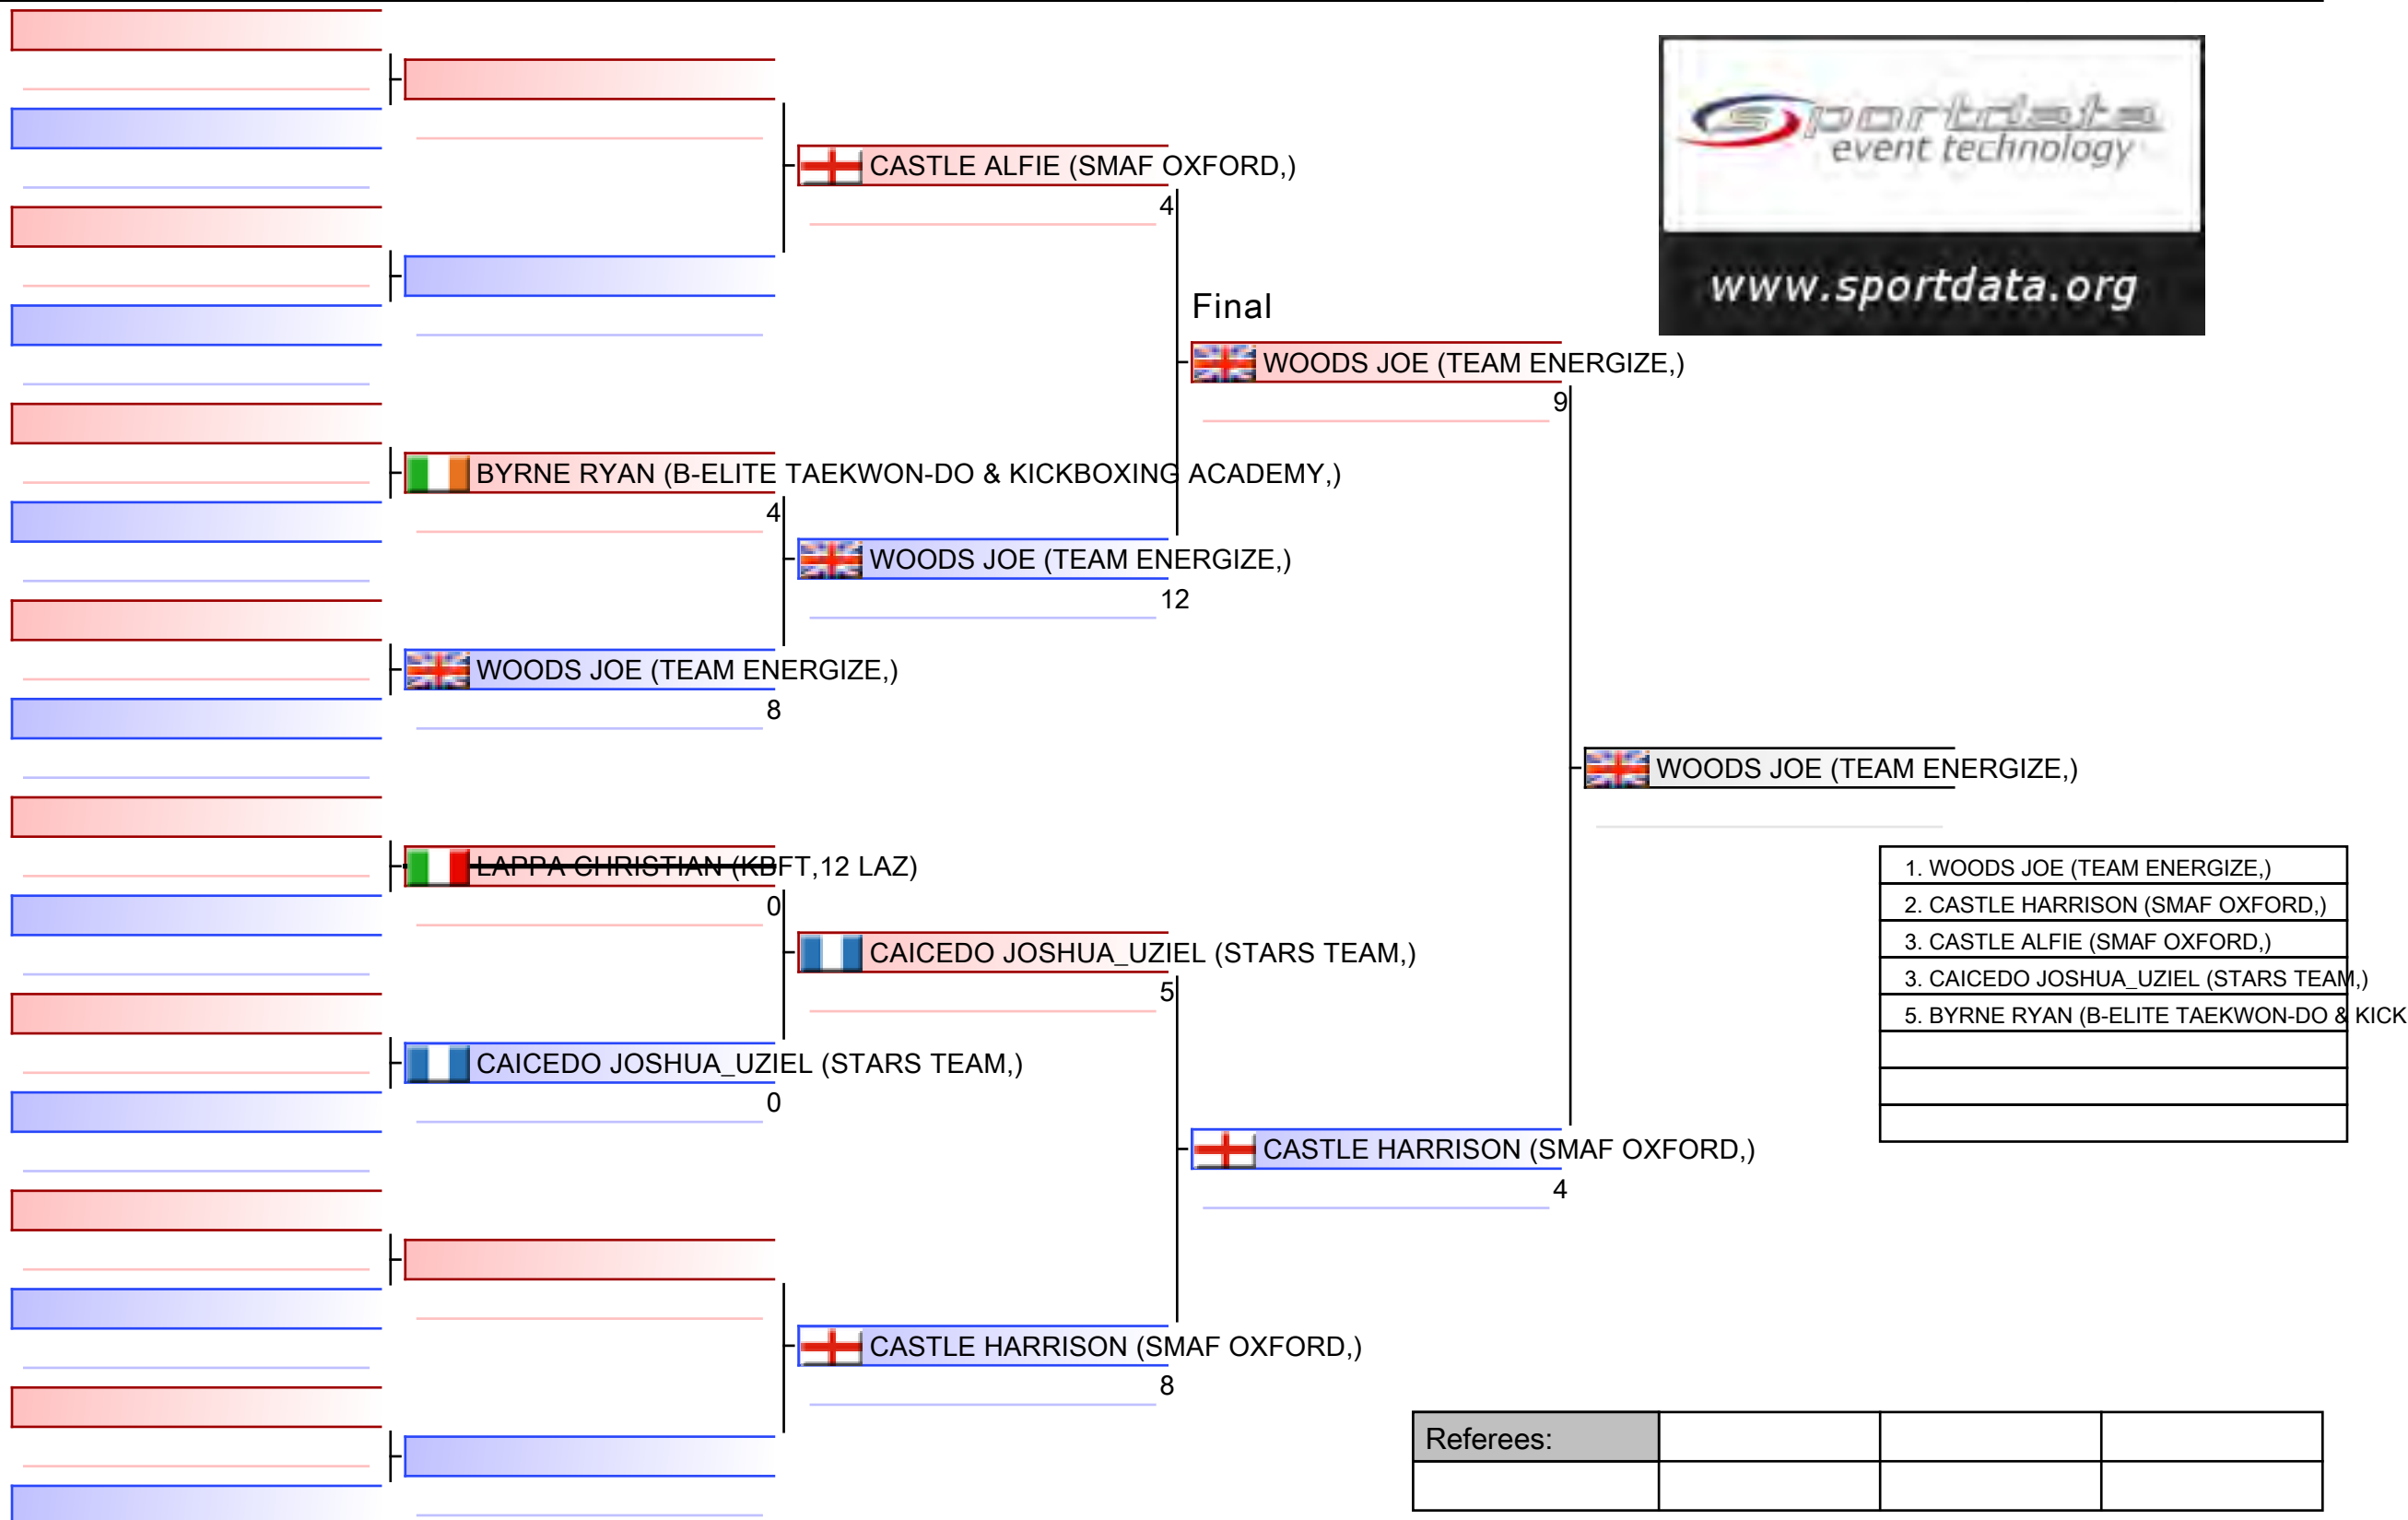 sportdata
event technology
www.sportdata.org
CASTLE ALFIE (SMAF OXFORD,)
4
Final
WOODS JOE (TEAM ENERGIZE,)
9
BYRNE RYAN (B-ELITE TAEKWON-DO & KICKBOXING ACADEMY,)
4
WOODS JOE (TEAM ENERGIZE,)
12
WOODS JOE (TEAM ENERGIZE,)
8
WOODS JOE (TEAM ENERGIZE,)
LAPPA CHRISTIAN (KBFT,12 LAZ)
0
CAICEDO JOSHUA_UZIEL (STARS TEAM,)
5
CAICEDO JOSHUA_UZIEL (STARS TEAM,)
0
CASTLE HARRISON (SMAF OXFORD,)
4
CASTLE HARRISON (SMAF OXFORD,)
8
1. WOODS JOE (TEAM ENERGIZE,)
2. CASTLE HARRISON (SMAF OXFORD,)
3. CASTLE ALFIE (SMAF OXFORD,)
3. CAICEDO JOSHUA_UZIEL (STARS TEAM,)
5. BYRNE RYAN (B-ELITE TAEKWON-DO & KICK
Referees: